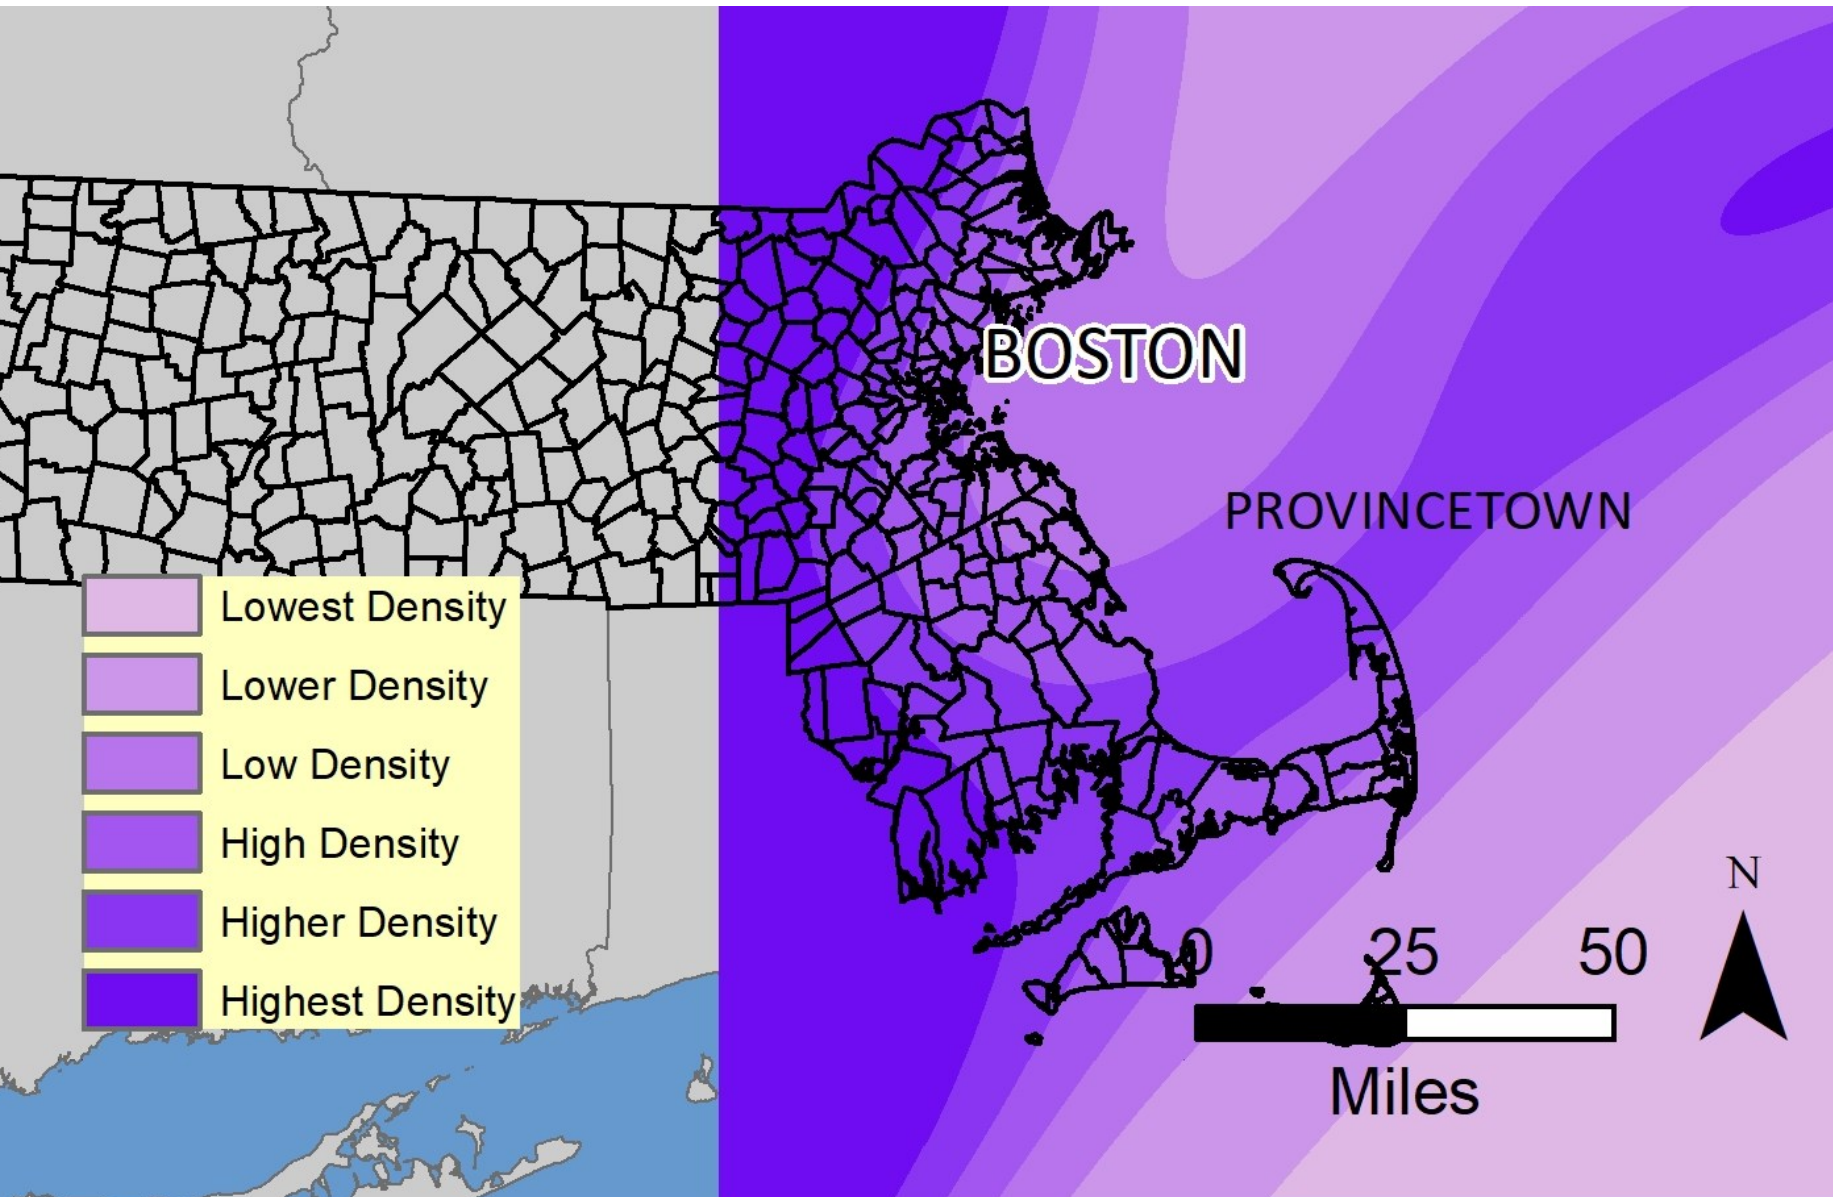 BOSTON
PROVINCETOWN
Lowest Density
Lower Density
Low Density
High Density
Higher Density
Highest Density
N
0 25 50
Miles